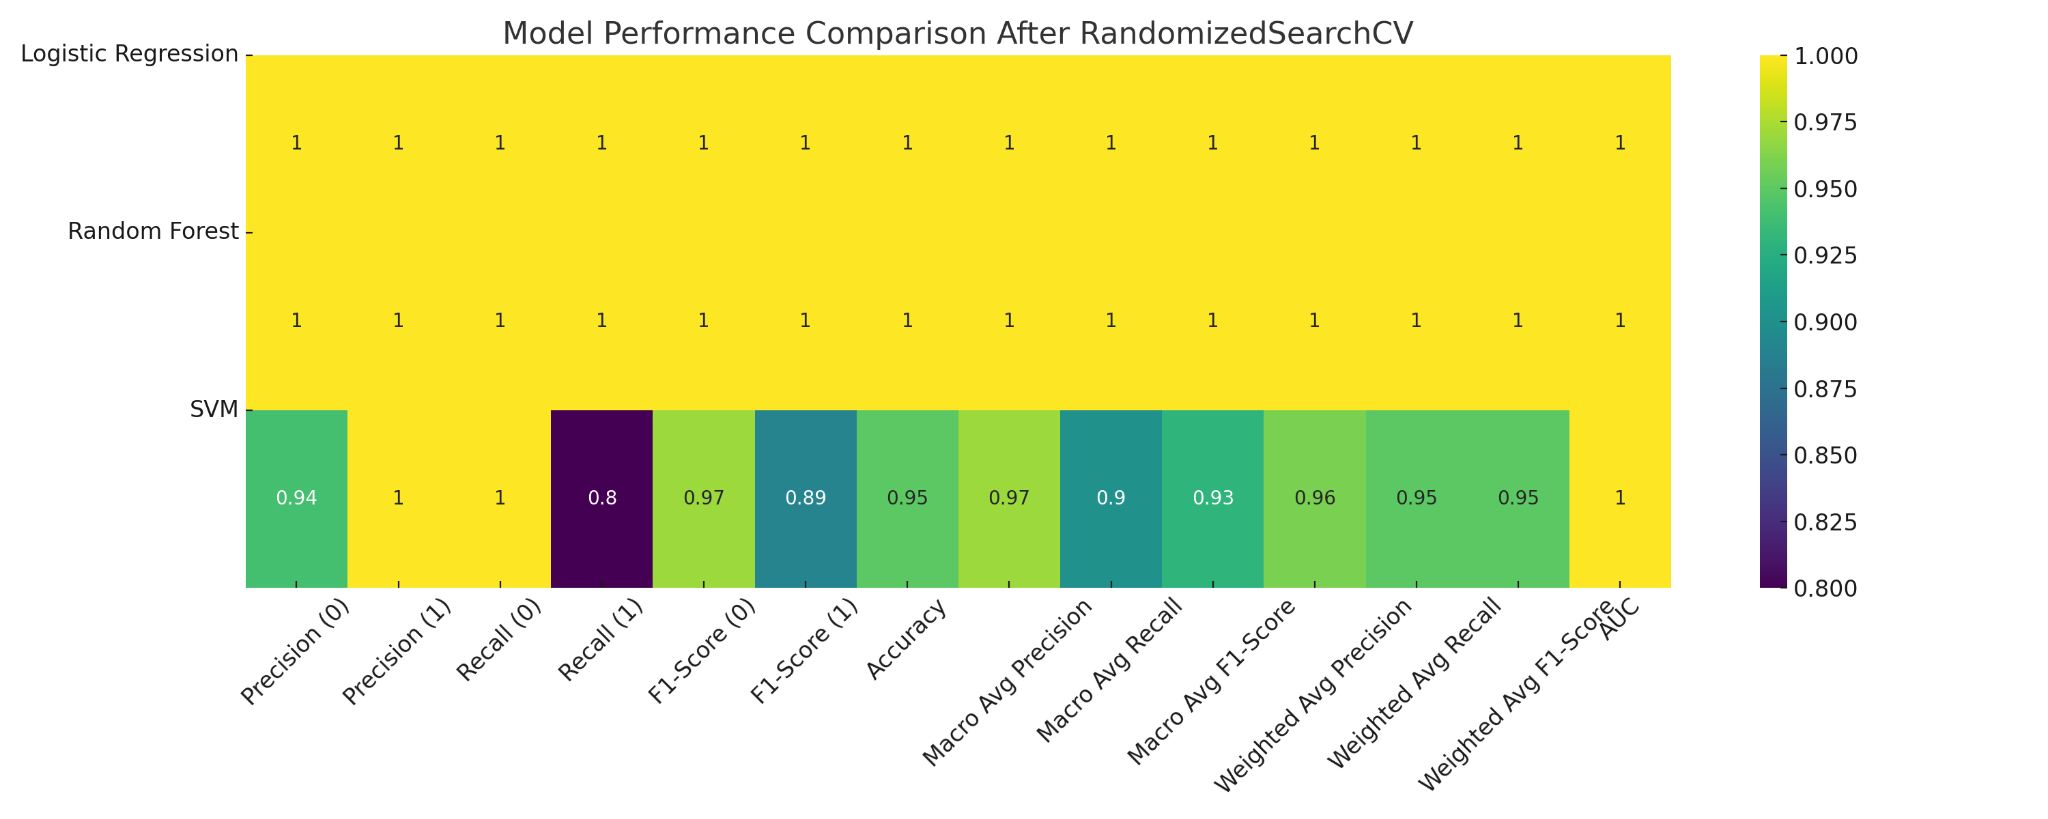 Model Performance Comparison After RandomizedSearchCV
Logistic Regression
1 1 1 1 1 1 1 1 1 1 1 1 1 1
Random Forest
1 1 1 1 1 1 1 1 1 1 1 1 1 1
SVM
0.94 1 1 0.8 0.97 0.89 0.95 0.97 0.9 0.93 0.96 0.95 0.95 1
Precision (0)
Precision (1)
Recall (0)
Recall (1)
F1-Score (0)
F1-Score (1)
Accuracy
Macro Avg Precision
Macro Avg Recall
Macro Avg F1-Score
Weighted Avg Precision
Weighted Avg Recall
Weighted Avg F1-Score
AUC
1.000
0.975
0.950
0.925
0.900
0.875
0.850
0.825
0.800